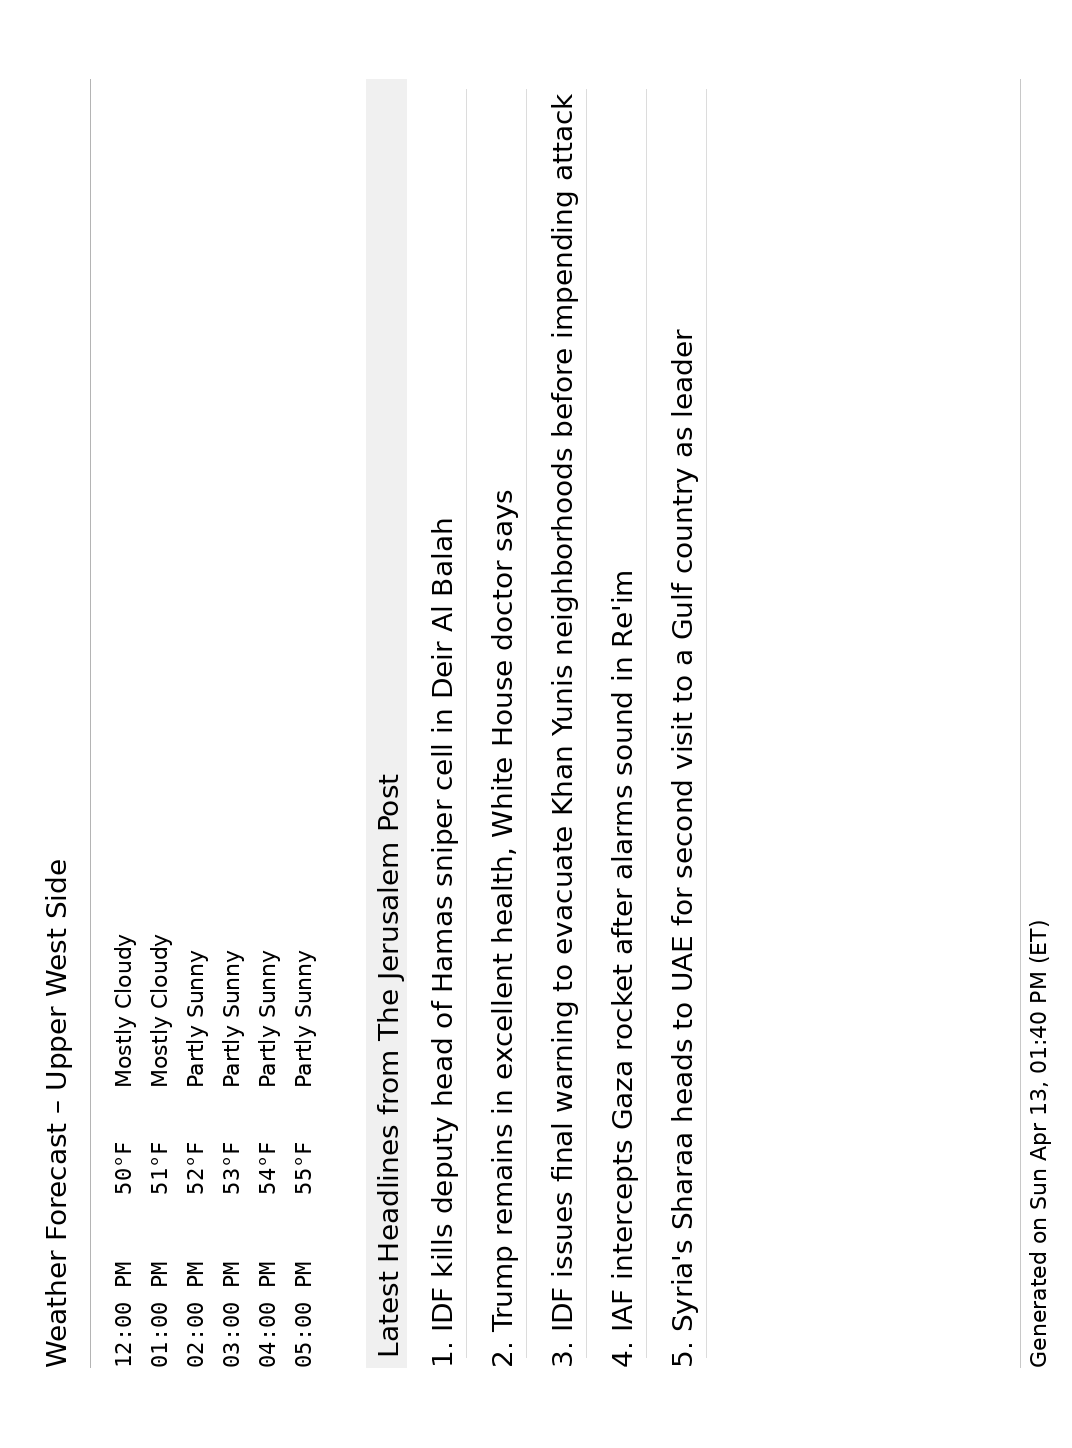 Weather Forecast – Upper West Side
12:00 PM 50°F Mostly Cloudy
01:00 PM 51°F Mostly Cloudy
02:00 PM 52°F Partly Sunny
03:00 PM 53°F Partly Sunny
04:00 PM 54°F Partly Sunny
05:00 PM 55°F Partly Sunny
Latest Headlines from The Jerusalem Post
1. IDF kills deputy head of Hamas sniper cell in Deir Al Balah
2. Trump remains in excellent health, White House doctor says
3. IDF issues final warning to evacuate Khan Yunis neighborhoods before impending attack
4. IAF intercepts Gaza rocket after alarms sound in Re'im
5. Syria's Sharaa heads to UAE for second visit to a Gulf country as leader
Generated on Sun Apr 13, 01:40 PM (ET)